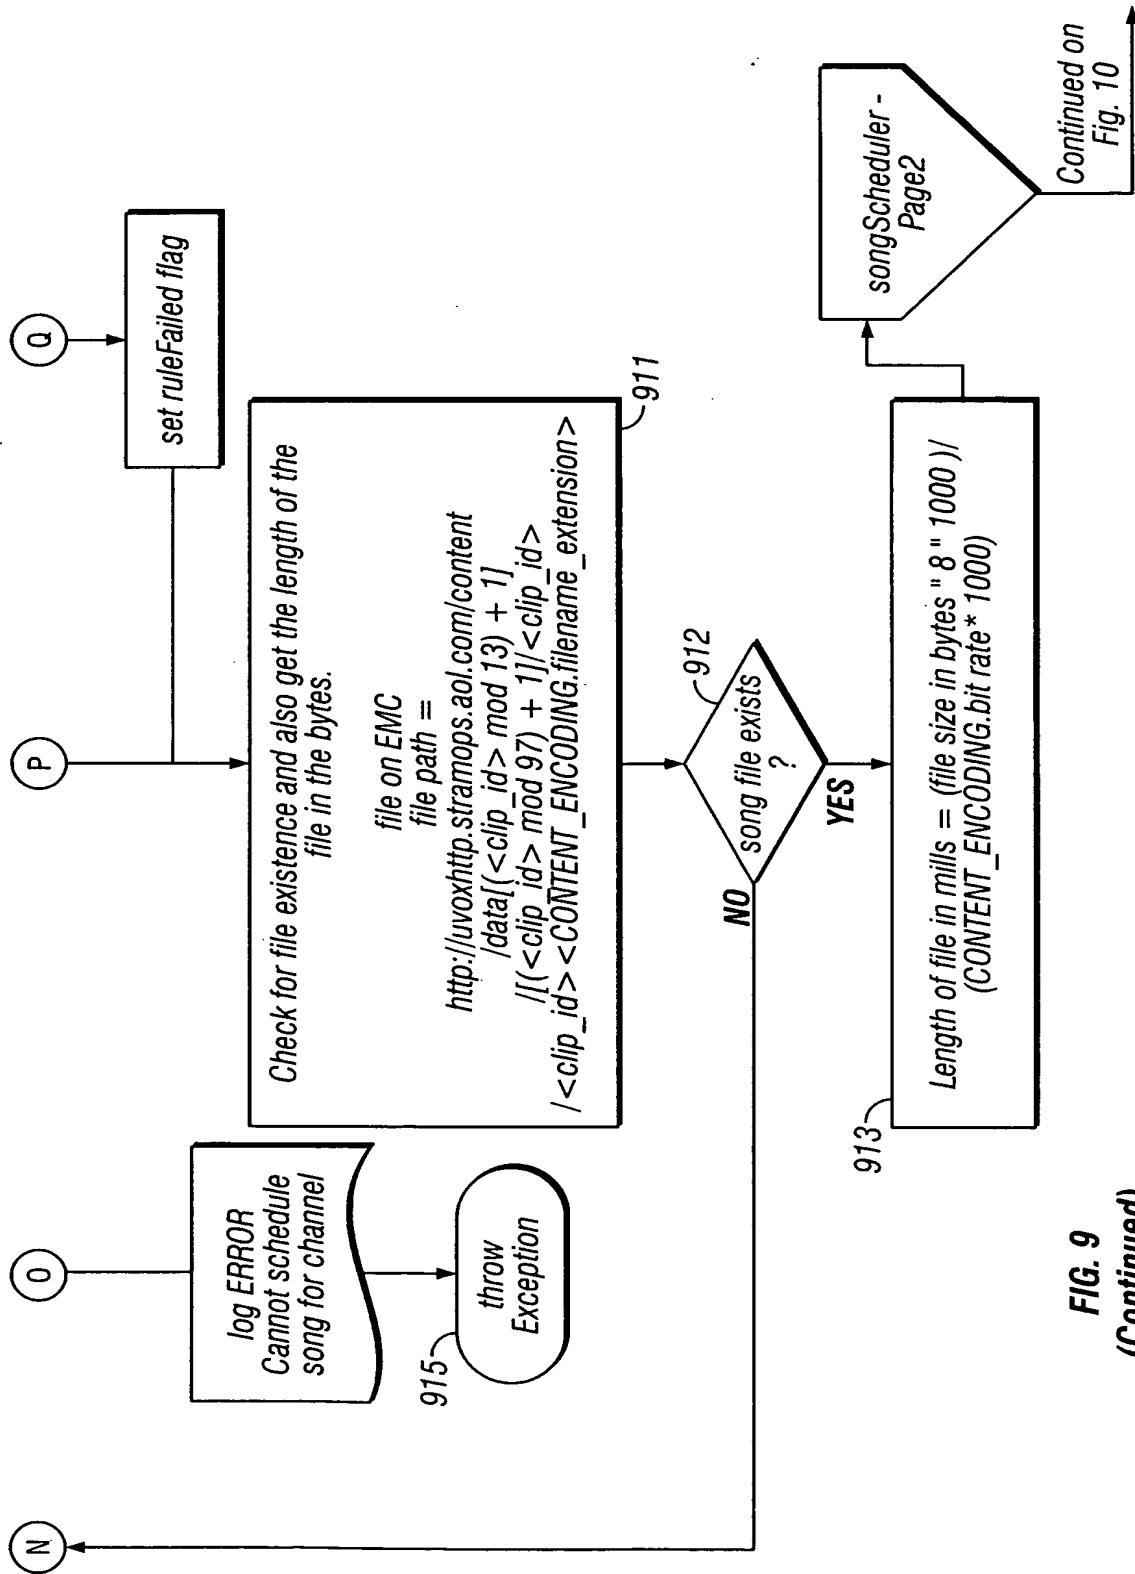 N
O
P
Q
log ERROR
Cannot schedule
song for channel
throw
Exception
915
set ruleFailed flag
Check for file existence and also get the length of the
file in the bytes.
file on EMC
file path =
http://uvoxhttp.stramops.aol.com/content
/data[(<clip_id> mod 13) + 1]
/[(<clip_id> mod 97) + 1]/<clip_id>
/<clip_id><CONTENT_ENCODING.filename_extension>
911
912
song file exists
?
NO
YES
913
Length of file in mills = (file size in bytes " 8 " 1000 )/
(CONTENT_ENCODING.bit rate* 1000)
songScheduler -
Page2
Continued on
Fig. 10
FIG. 9
(Continued)